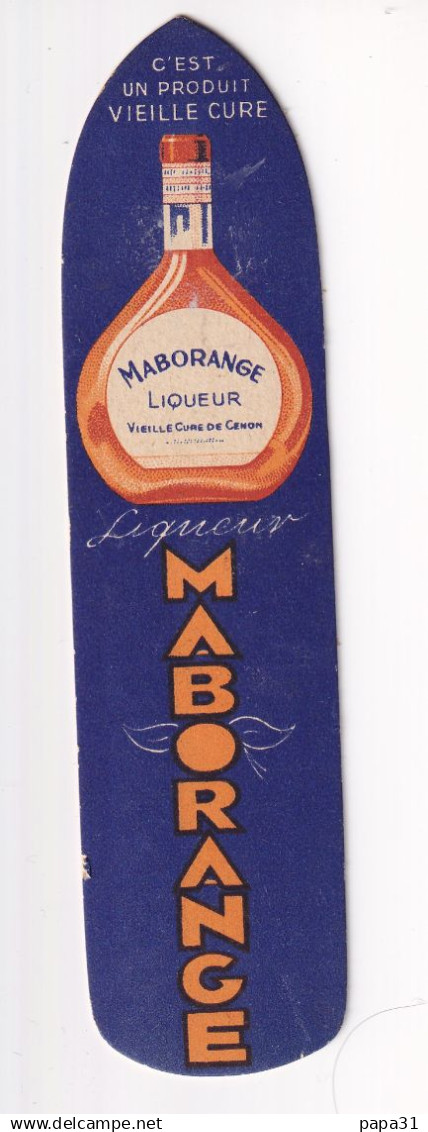 C'EST
UN PRODUIT
VIEILLE CURE
MABORANGE
LIQUEUR
VIEILLE CURE DE CENON
Liqueur
MABORANGE
www.delcampe.net
papa31